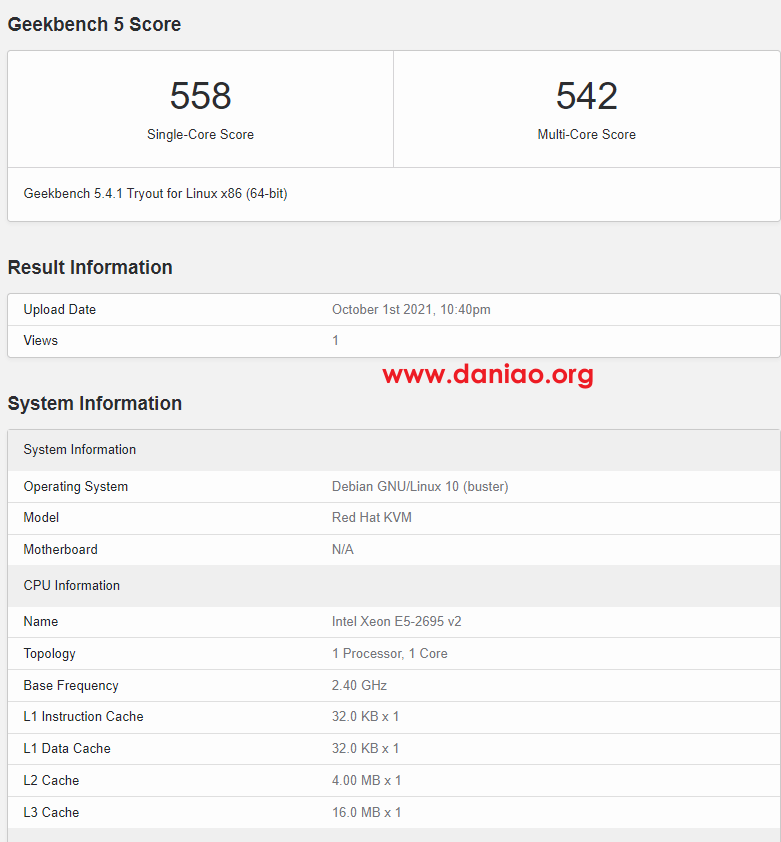 Geekbench 5 Score
558
542
Single-Core Score
Multi-Core Score
Geekbench 5.4.1 Tryout for Linux x86 (64-bit)
Result Information
Upload Date October 1st 2021, 10:40pm
Views 1
www.daniao.org
System Information
System Information
Operating System Debian GNU/Linux 10 (buster)
Model Red Hat KVM
Motherboard N/A
CPU Information
Name Intel Xeon E5-2695 v2
Topology 1 Processor, 1 Core
Base Frequency 2.40 GHz
L1 Instruction Cache 32.0 KB x 1
L1 Data Cache 32.0 KB x 1
L2 Cache 4.00 MB x 1
L3 Cache 16.0 MB x 1